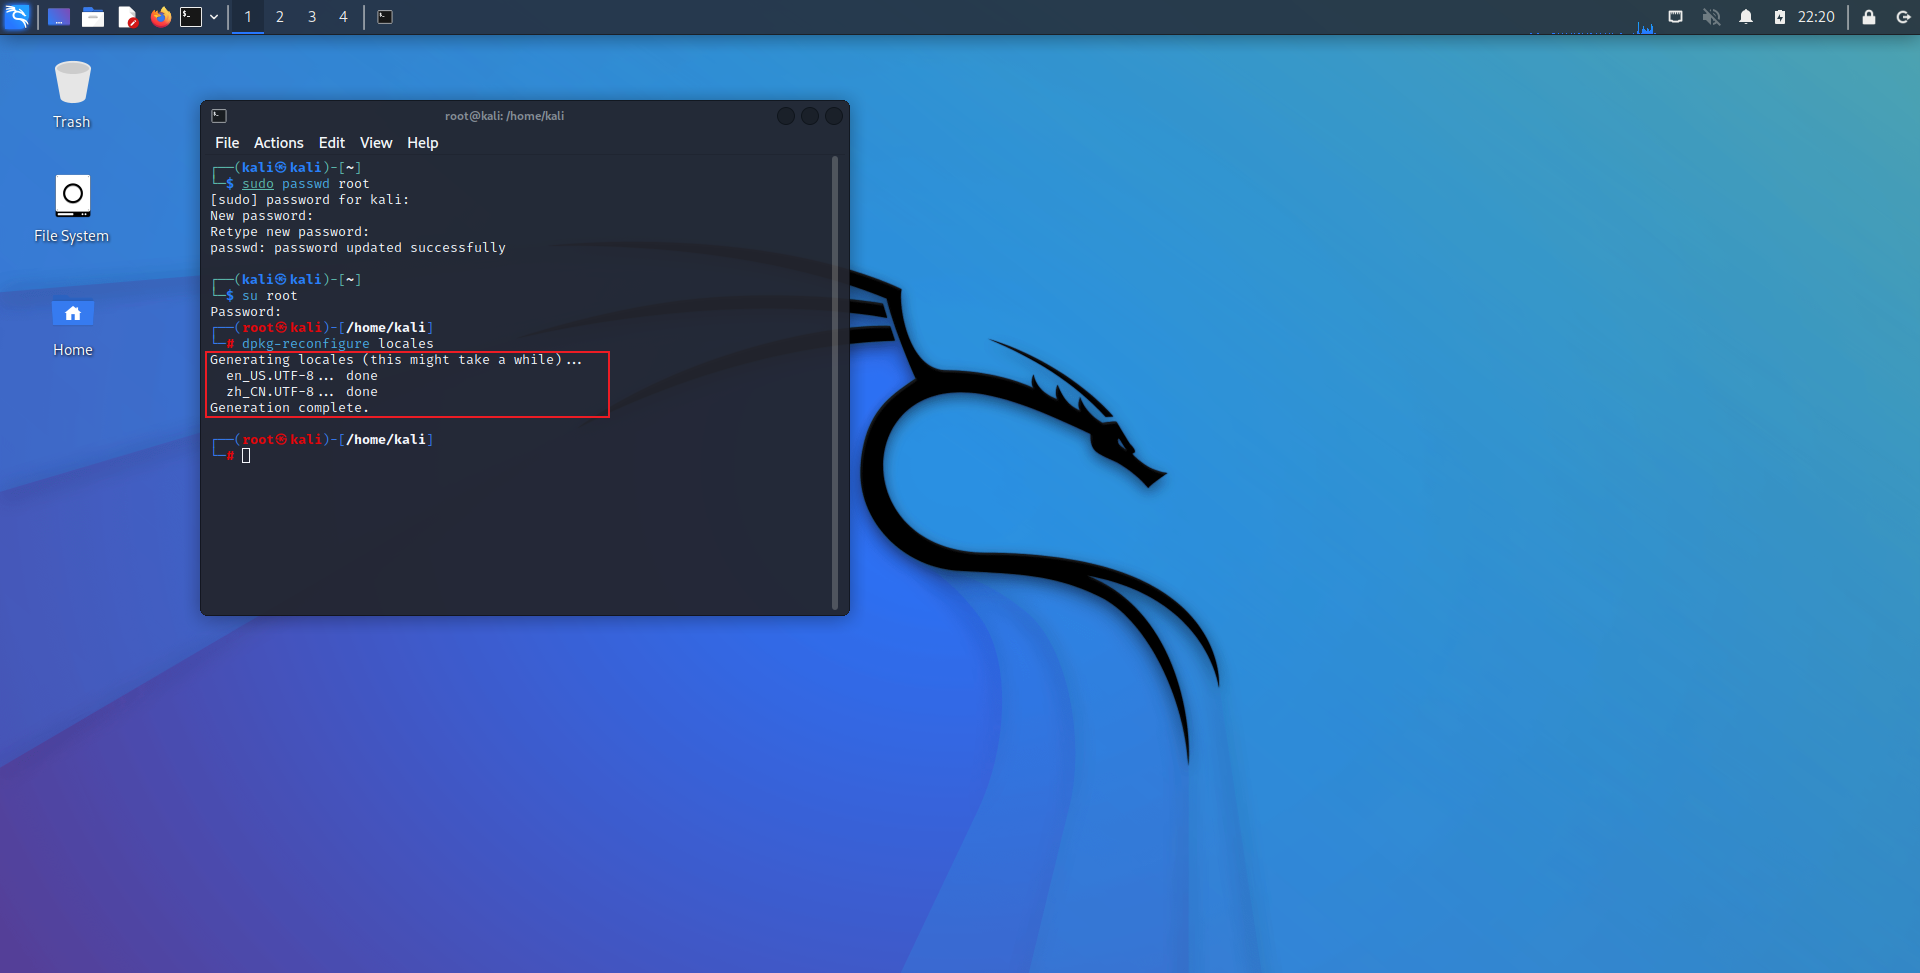 1 2 3 4
22:20
Trash
File System
Home
root@kali: /home/kali
File Actions Edit View Help
┌──(kali㉿kali)-[~]
└─$ sudo passwd root
[sudo] password for kali:
New password:
Retype new password:
passwd: password updated successfully
┌──(kali㉿kali)-[~]
└─$ su root
Password:
┌──(root㉿kali)-[/home/kali]
└─# dpkg-reconfigure locales
Generating locales (this might take a while)...
en_US.UTF-8... done
zh_CN.UTF-8... done
Generation complete.
┌──(root㉿kali)-[/home/kali]
└─#